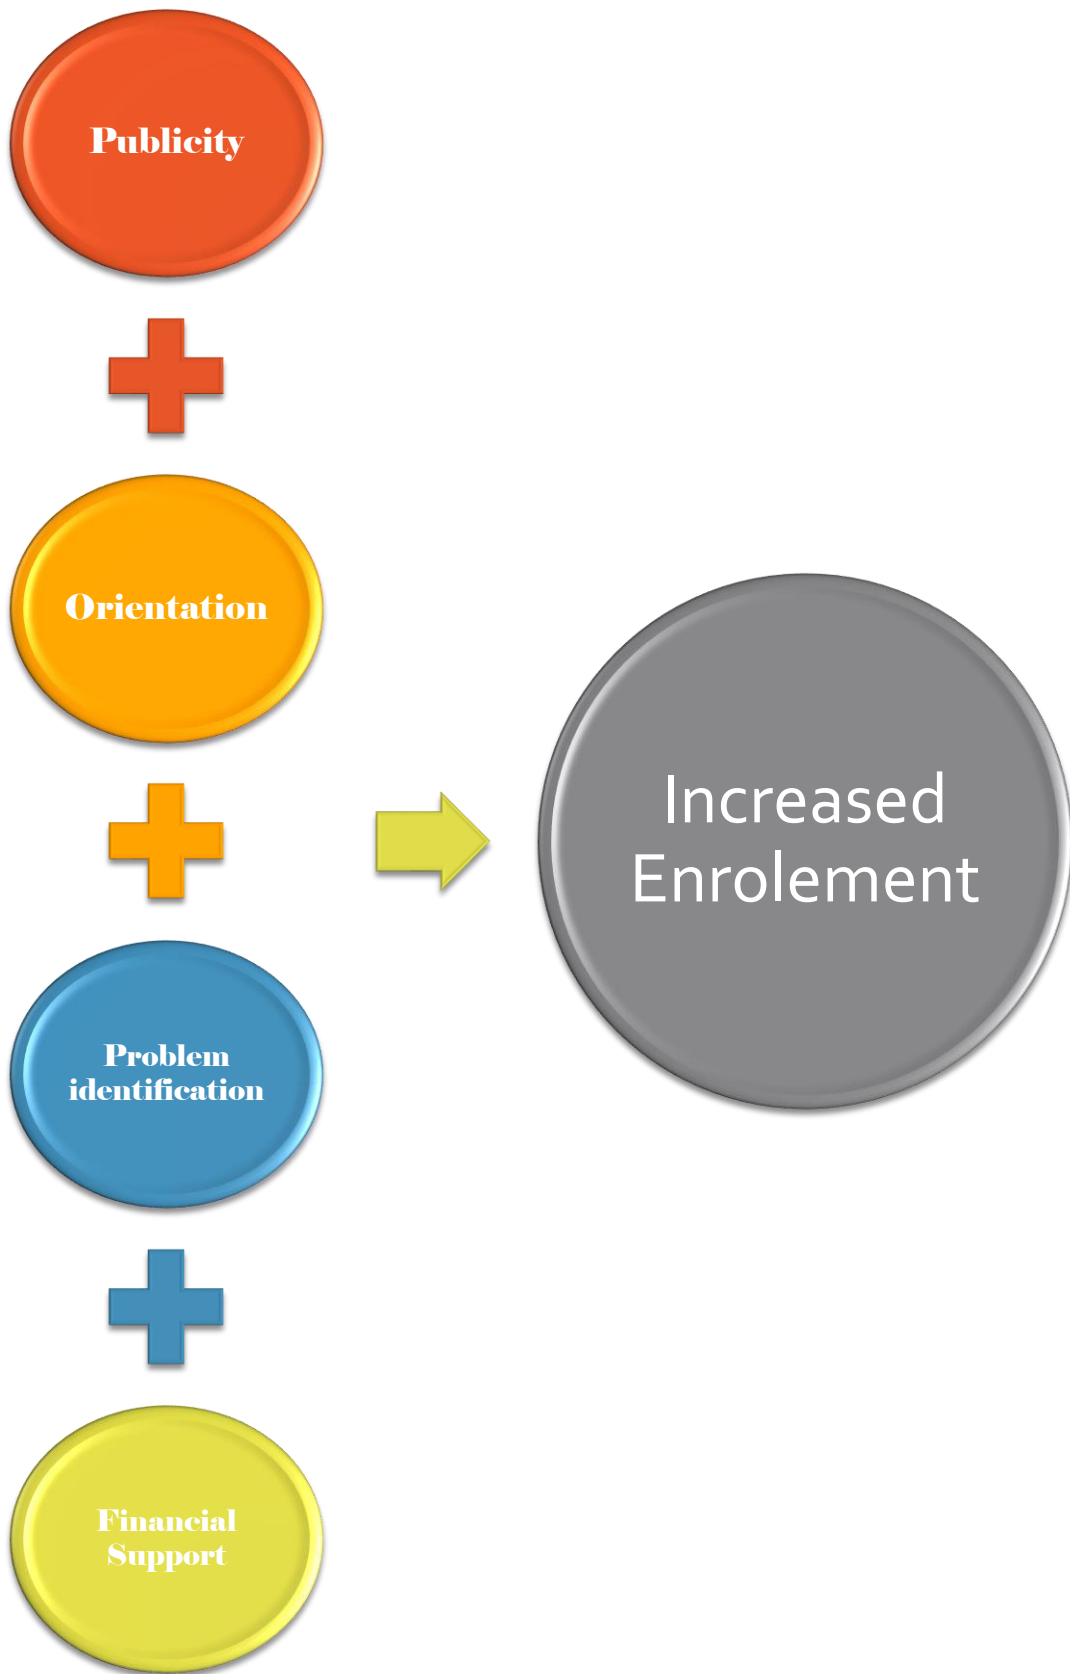 Publicity
Orientation
Problem
identification
Financial
Support
Increased
Enrolement